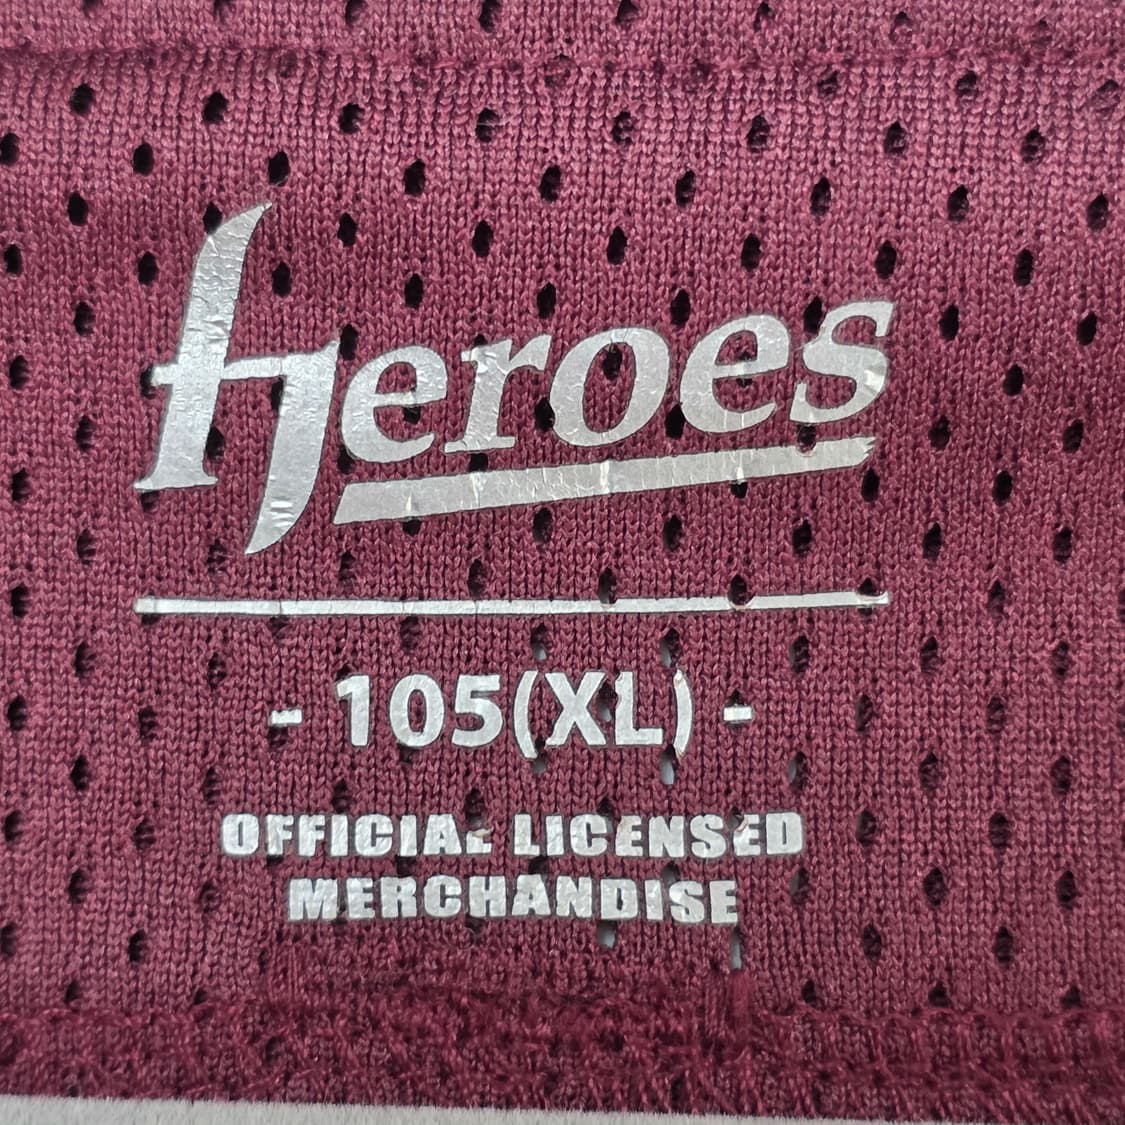 Heroes
- 105(XL) -
OFFICIAL LICENSED
MERCHANDISE